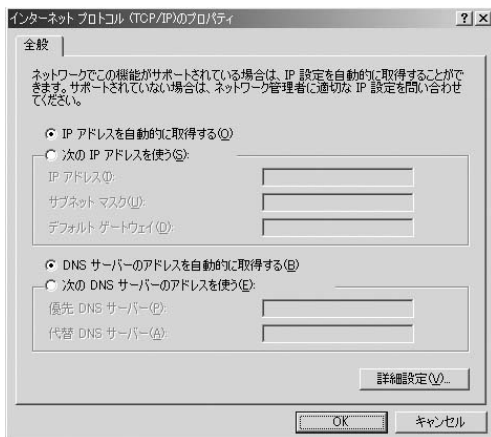 インターネット プロトコル (TCP/IP)のプロパティ
全般
ネットワークでこの機能がサポートされている場合は、IP 設定を自動的に取得することがで
きます。サポートされていない場合は、ネットワーク管理者に適切な IP 設定を問い合わせ
てください。
IP アドレスを自動的に取得する(O)
次の IP アドレスを使う(S):
IP アドレス(I):
サブネット マスク(U):
デフォルト ゲートウェイ(D):
DNS サーバーのアドレスを自動的に取得する(B)
次の DNS サーバーのアドレスを使う(E):
優先 DNS サーバー(P):
代替 DNS サーバー(A):
詳細設定(V)...
OK
キャンセル